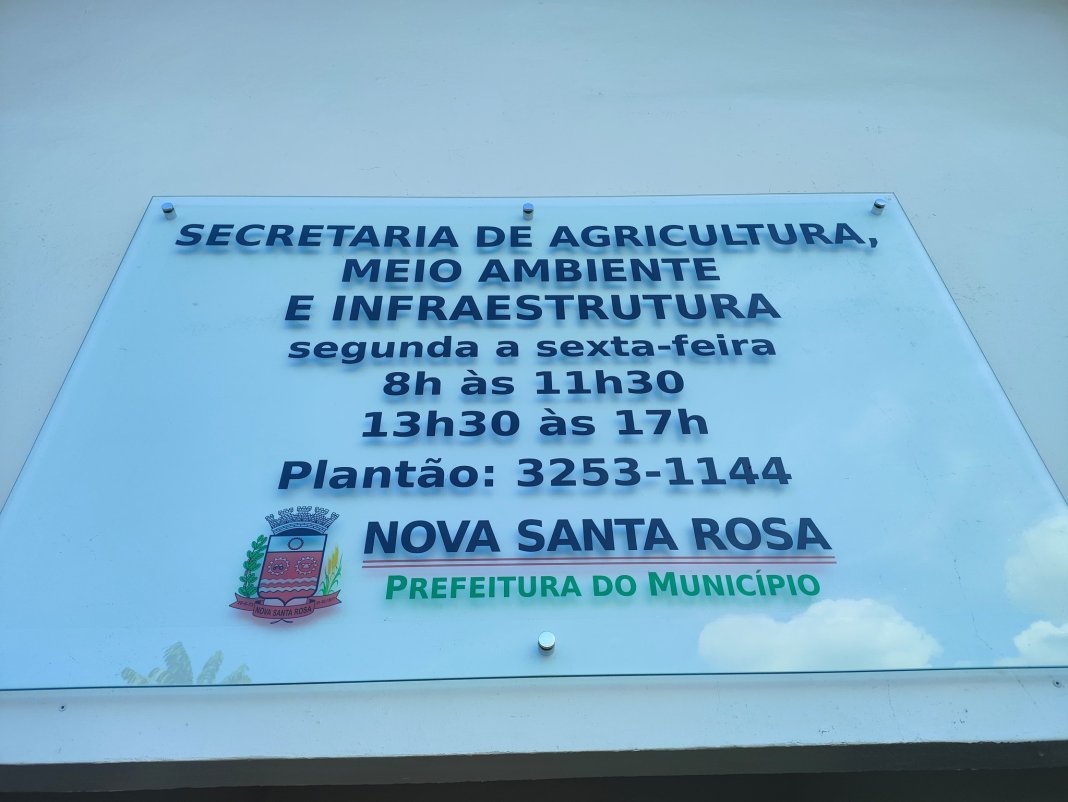 SECRETARIA DE AGRICULTURA,
MEIO AMBIENTE
E INFRAESTRUTURA
segunda a sexta-feira
8h às 11h30
13h30 às 17h
Plantão: 3253-1144
NOVA SANTA ROSA
PREFEITURA DO MUNICÍPIO
NOVA SANTA ROSA